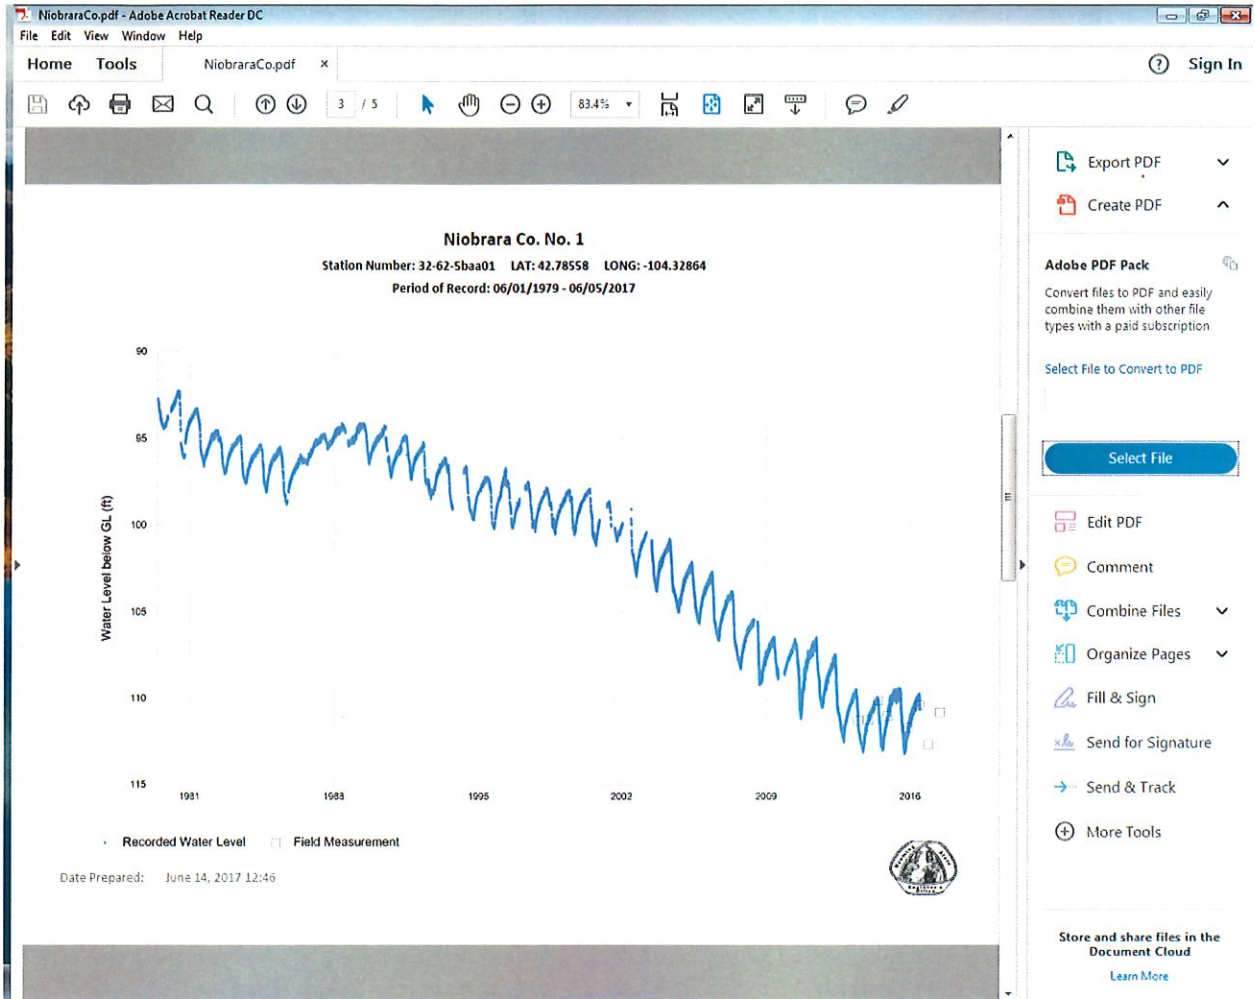 NiobraraCo.pdf - Adobe Acrobat Reader DC
File Edit View Window Help
Home Tools NiobraraCo.pdf × ? Sign In
3 / 5 83.4%
Export PDF
Create PDF
Adobe PDF Pack
Convert files to PDF and easily
combine them with other file
types with a paid subscription
Select File to Convert to PDF
Select File
Edit PDF
Comment
Combine Files
Organize Pages
Fill & Sign
Send for Signature
Send & Track
More Tools
Store and share files in the
Document Cloud
Learn More
Niobrara Co. No. 1
Station Number: 32-62-5baa01 LAT: 42.78558 LONG: -104.32864
Period of Record: 06/01/1979 - 06/05/2017
Water Level below GL (ft)
90
95
100
105
110
115
1981 1988 1995 2002 2009 2016
Recorded Water Level Field Measurement
Date Prepared: June 14, 2017 12:46